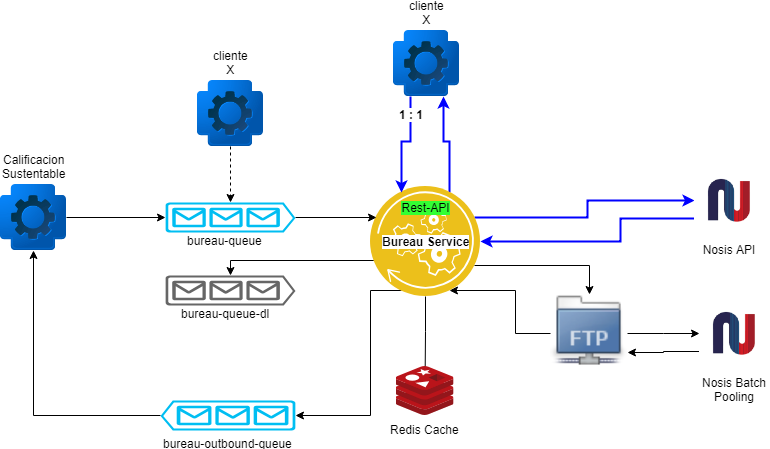 cliente
X
cliente
X
1 : 1
Calificacion
Sustentable
Rest-API
Bureau Service
bureau-queue
Nosis API
bureau-queue-dl
FTP
Nosis Batch
Pooling
Redis Cache
bureau-outbound-queue